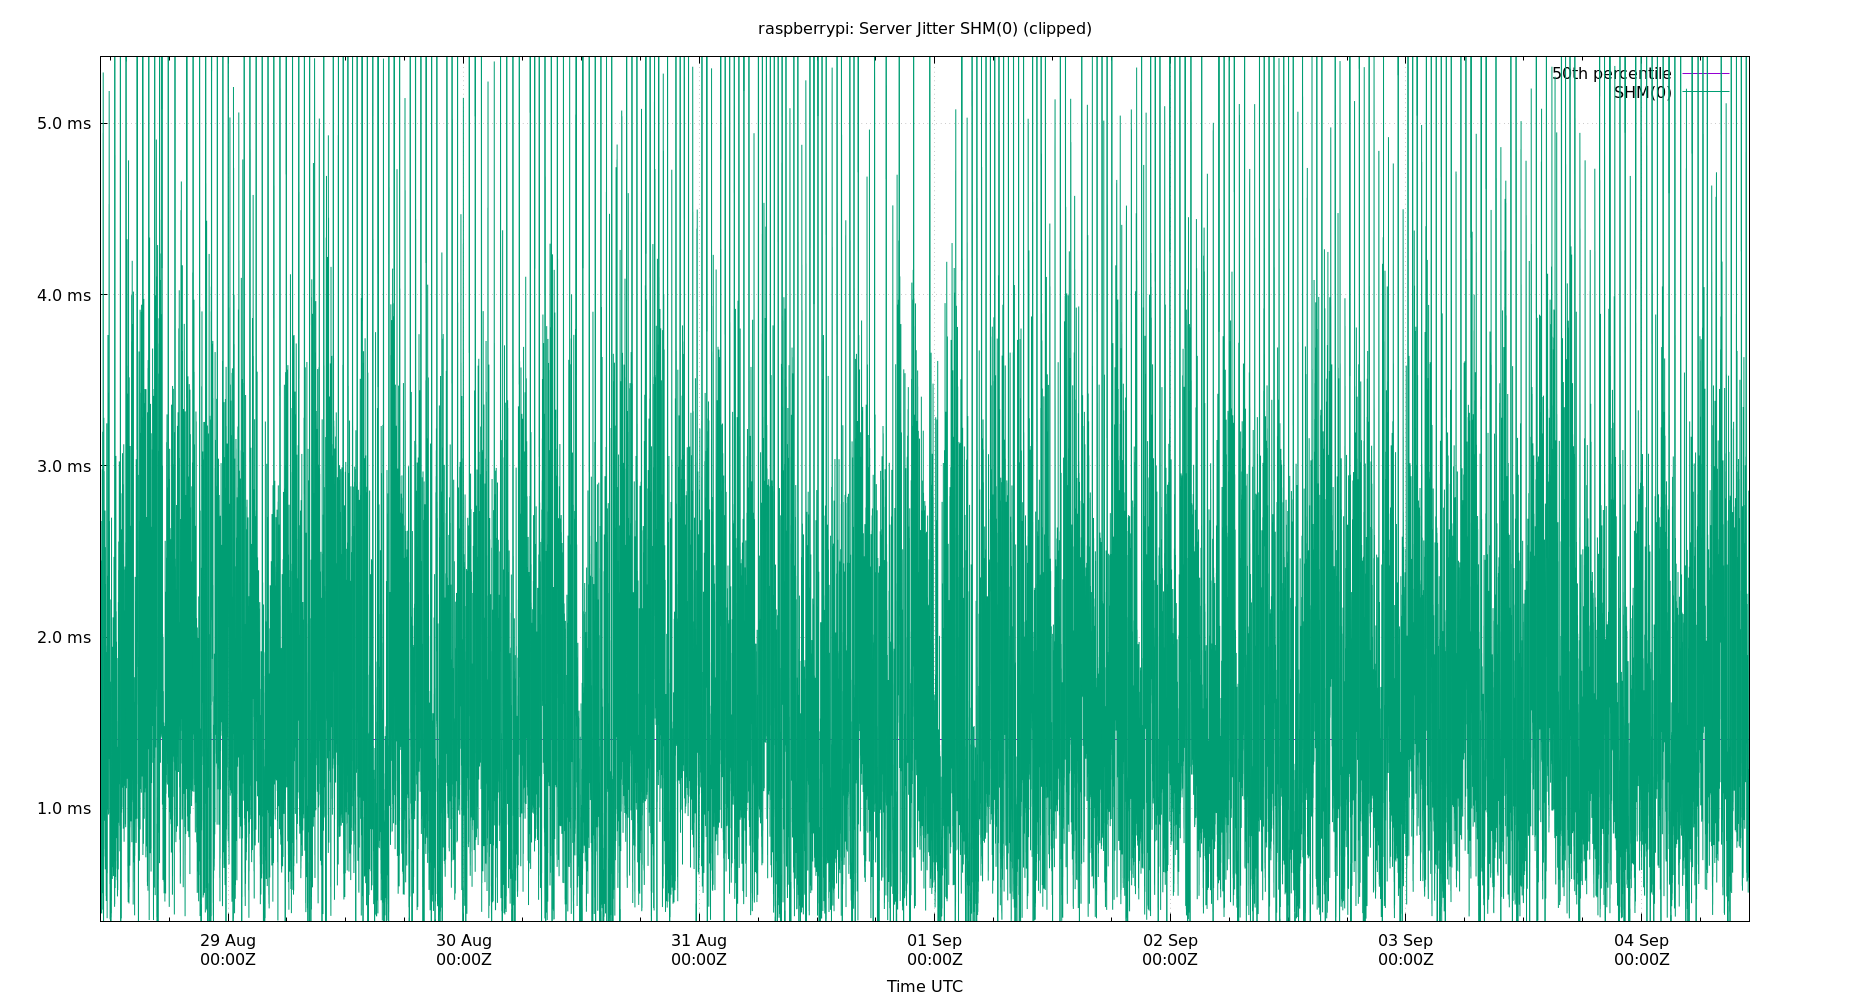 raspberrypi: Server Jitter SHM(0) (clipped)
50th percentile
SHM(0)
5.0 ms
4.0 ms
3.0 ms
2.0 ms
1.0 ms
29 Aug 30 Aug 31 Aug 01 Sep 02 Sep 03 Sep 04 Sep
00:00Z 00:00Z 00:00Z 00:00Z 00:00Z 00:00Z 00:00Z
Time UTC